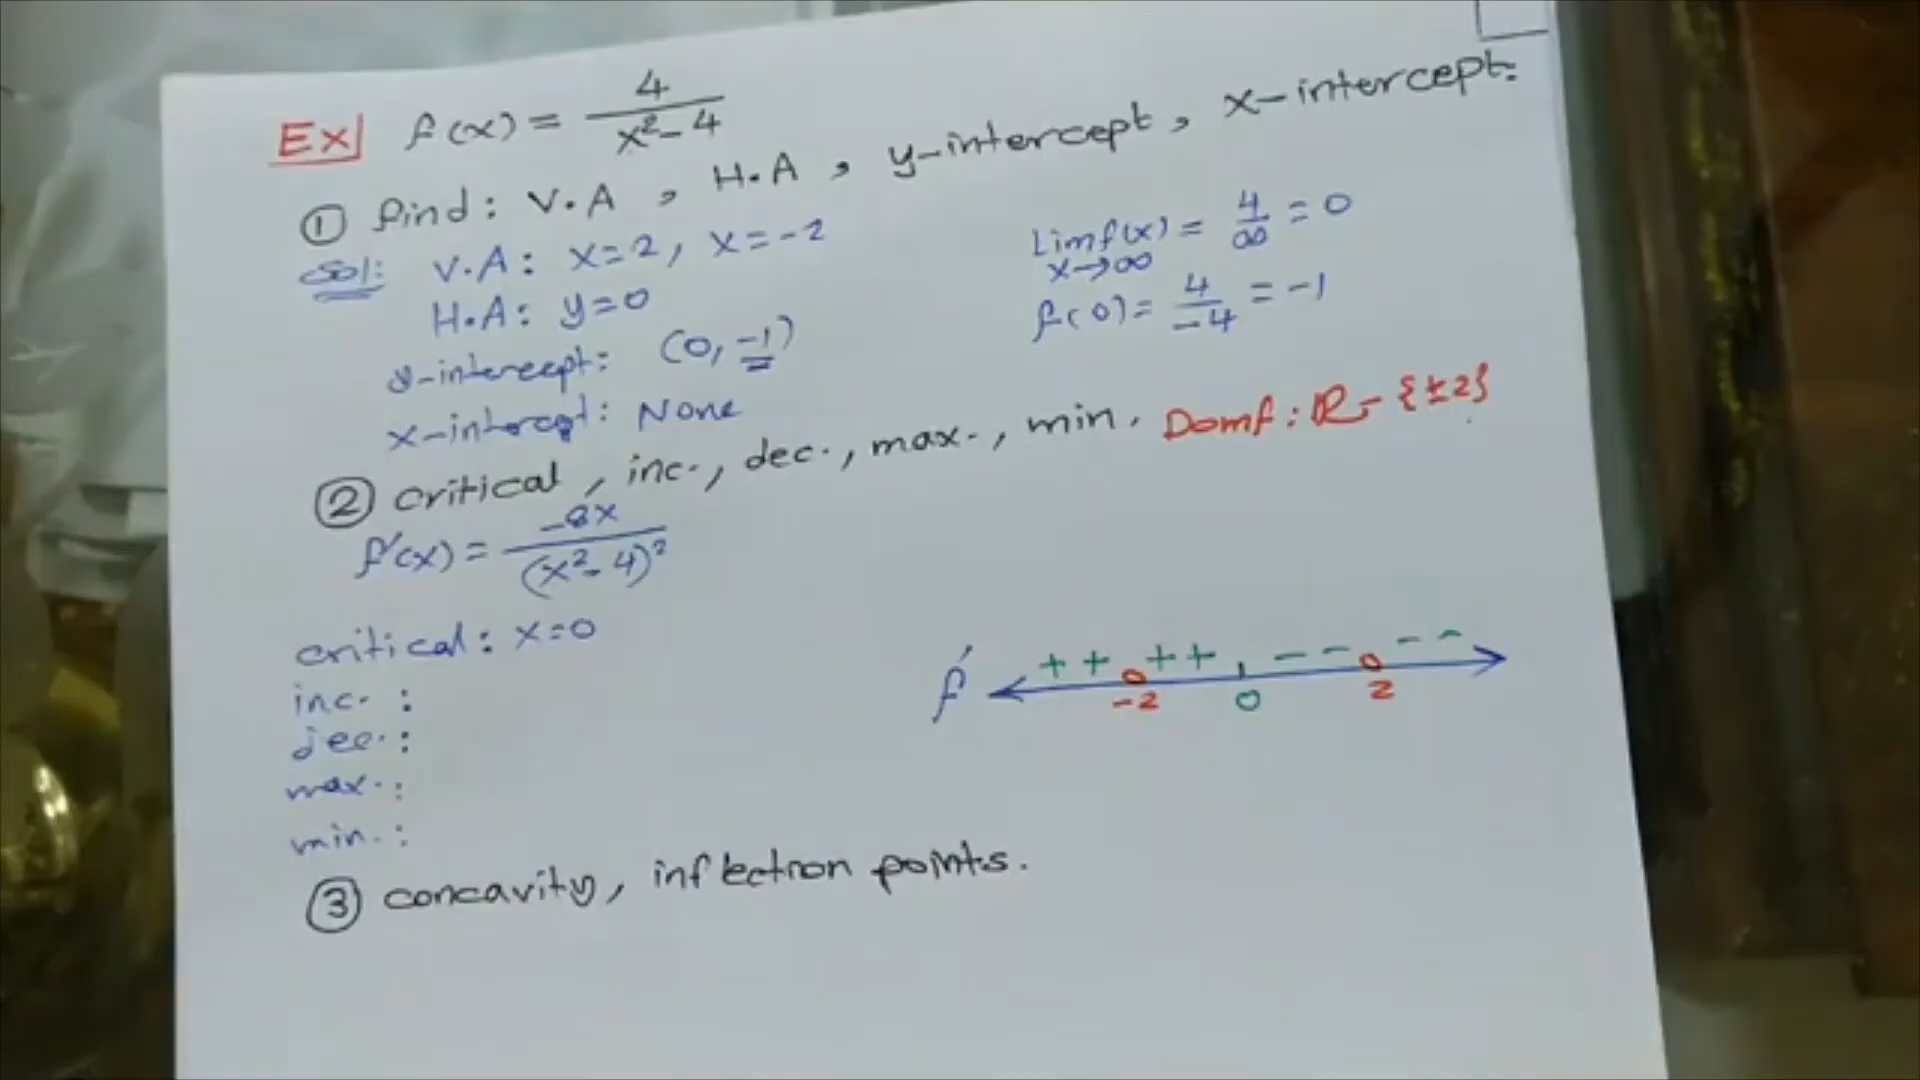 Ex| f(x) = 4/(x²-4)
① find: V.A , H.A , y-intercept, x-intercept.
Sol: V.A: x=2, x=-2
H.A: y=0
y-intercept: (0, -1)
x-intercept: None
Lim f(x) = 4/∞ = 0
x→∞
f(0) = 4/-4 = -1
② critical, inc., dec., max., min. Domf: ℝ-{±2}
f'(x) = -8x/(x²-4)²
critical: x=0
inc. :
dec. :
max. :
min. :
f' + + + + - - - -
-2 0 2
③ concavity, inflection points.